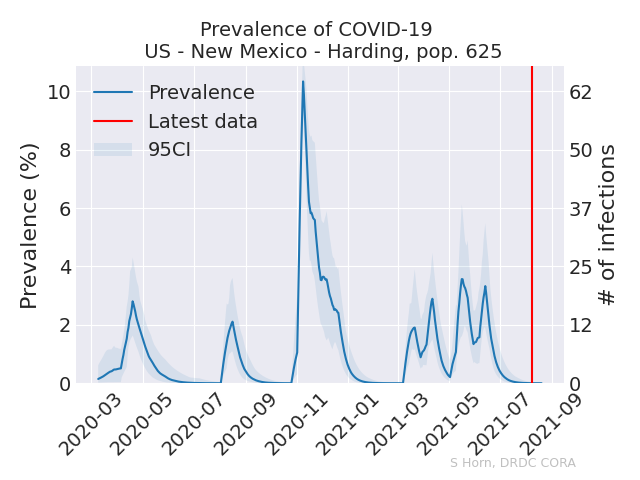 Prevalence of COVID-19
US - New Mexico - Harding, pop. 625
Prevalence
Latest data
95CI
Prevalence (%)
10
8
6
4
2
0
# of infections
62
50
37
25
12
0
2020-03
2020-05
2020-07
2020-09
2020-11
2021-01
2021-03
2021-05
2021-07
2021-09
S Horn, DRDC CORA